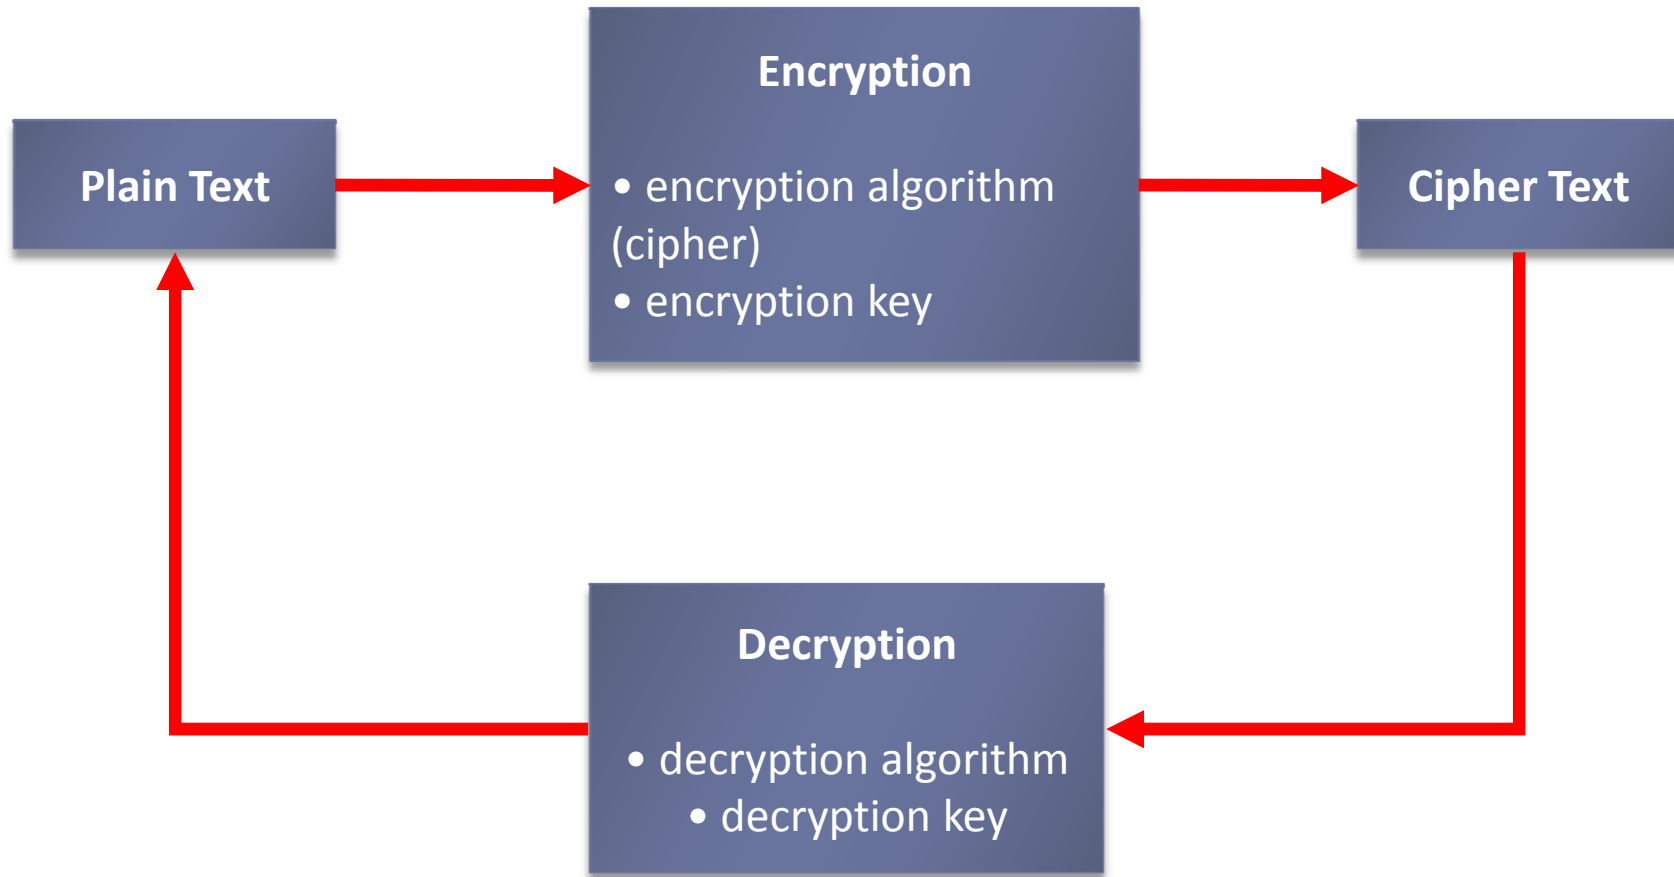 Encryption
Plain Text
• encryption algorithm
(cipher)
• encryption key
Cipher Text
Decryption
• decryption algorithm
• decryption key